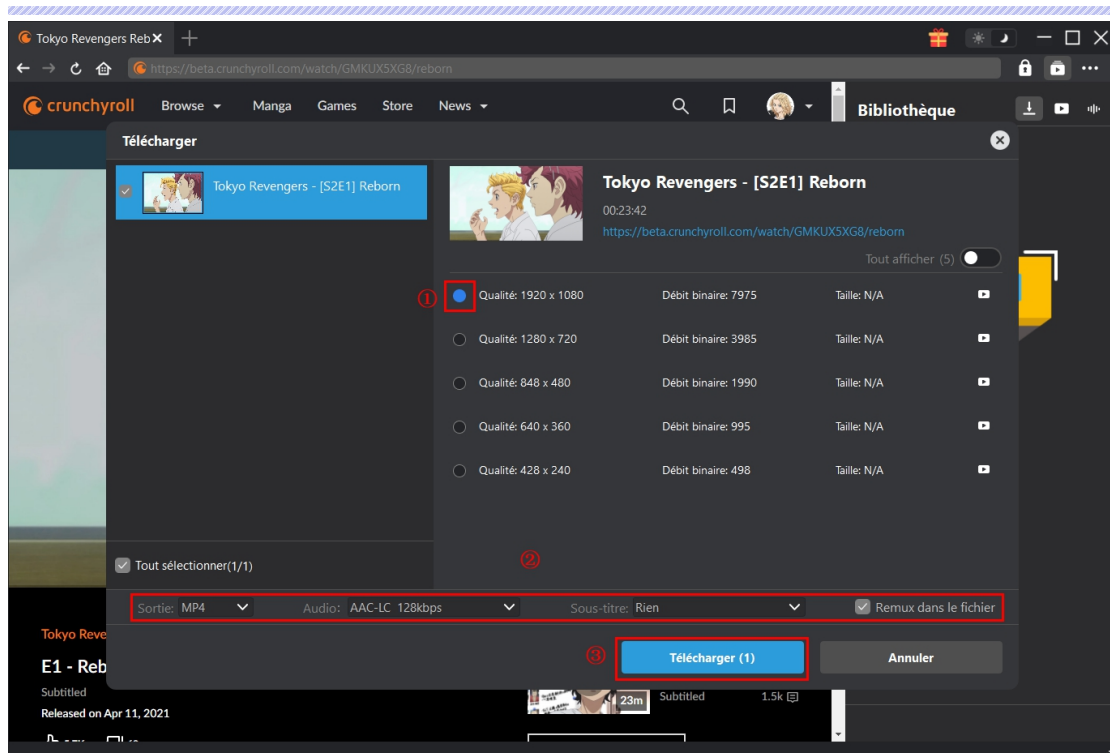 Tokyo Revengers Reb
https://beta.crunchyroll.com/watch/GMKUX5XG8/reborn
crunchyroll Browse Manga Games Store News
Bibliothèque
Télécharger
Tokyo Revengers - [S2E1] Reborn
Tokyo Revengers - [S2E1] Reborn
00:23:42
https://beta.crunchyroll.com/watch/GMKUX5XG8/reborn
Tout afficher (5)
① Qualité: 1920 x 1080 Débit binaire: 7975 Taille: N/A
Qualité: 1280 x 720 Débit binaire: 3985 Taille: N/A
Qualité: 848 x 480 Débit binaire: 1990 Taille: N/A
Qualité: 640 x 360 Débit binaire: 995 Taille: N/A
Qualité: 428 x 240 Débit binaire: 498 Taille: N/A
Tout sélectionner(1/1)
②
Sortie: MP4 Audio: AAC-LC 128kbps Sous-titre: Rien Remux dans le fichier
③ Télécharger (1) Annuler
Tokyo Reve
E1 - Reb
Subtitled
Released on Apr 11, 2021
23m Subtitled 1.5k